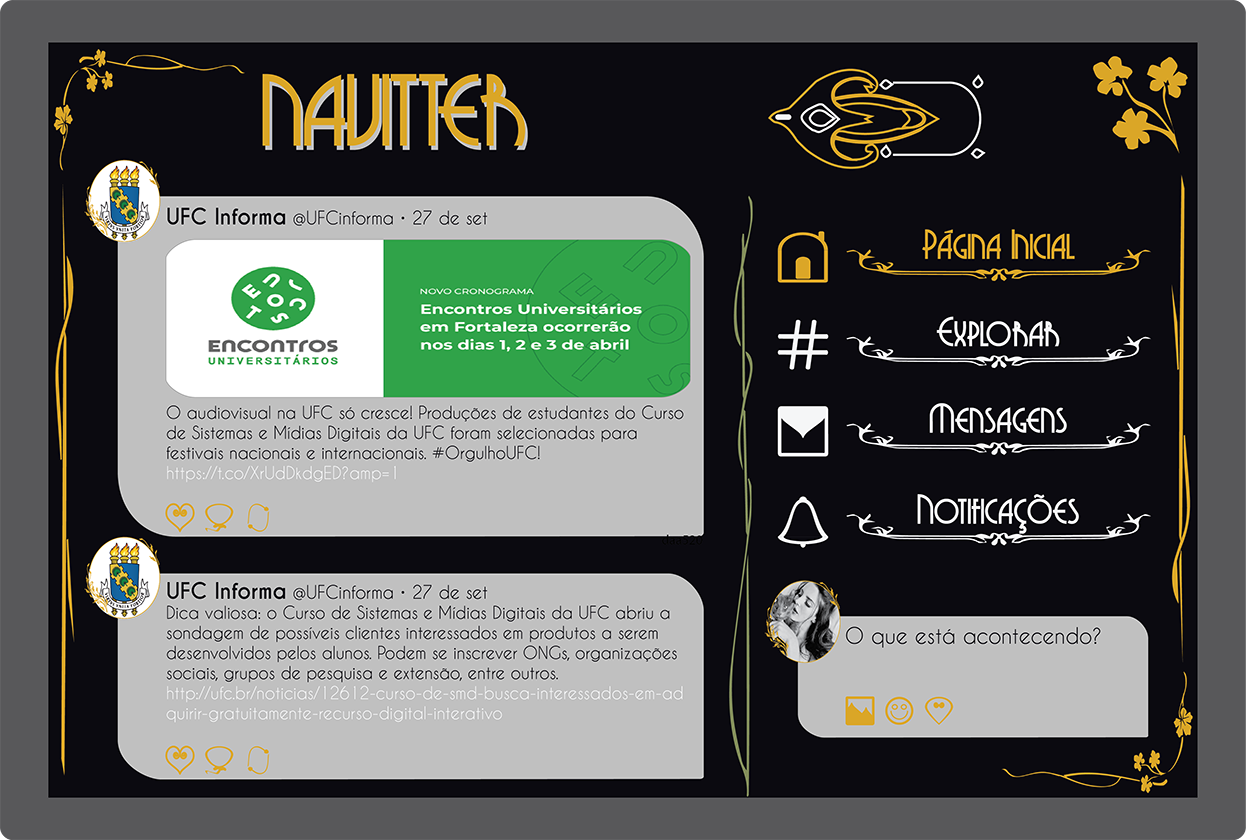 NAVITTER
UFC Informa @UFCinforma • 27 de set
ENCONTROS
UNIVERSITÁRIOS
NOVO CRONOGRAMA
Encontros Universitários
em Fortaleza ocorrerão
nos dias 1, 2 e 3 de abril
O audiovisual na UFC só cresce! Produções de estudantes do Curso
de Sistemas e Mídias Digitais da UFC foram selecionadas para
festivais nacionais e internacionais. #OrgulhoUFC!
https://t.co/XrUdDkdgED?amp=1
UFC Informa @UFCinforma • 27 de set
Dica valiosa: o Curso de Sistemas e Mídias Digitais da UFC abriu a
sondagem de possíveis clientes interessados em produtos a serem
desenvolvidos pelos alunos. Podem se inscrever ONGs, organizações
sociais, grupos de pesquisa e extensão, entre outros.
http://ufc.br/noticias/12612-curso-de-smd-busca-interessados-em-ad
quirir-gratuitamente-recurso-digital-interativo
Página Inicial
Explorar
Mensagens
Notificações
O que está acontecendo?